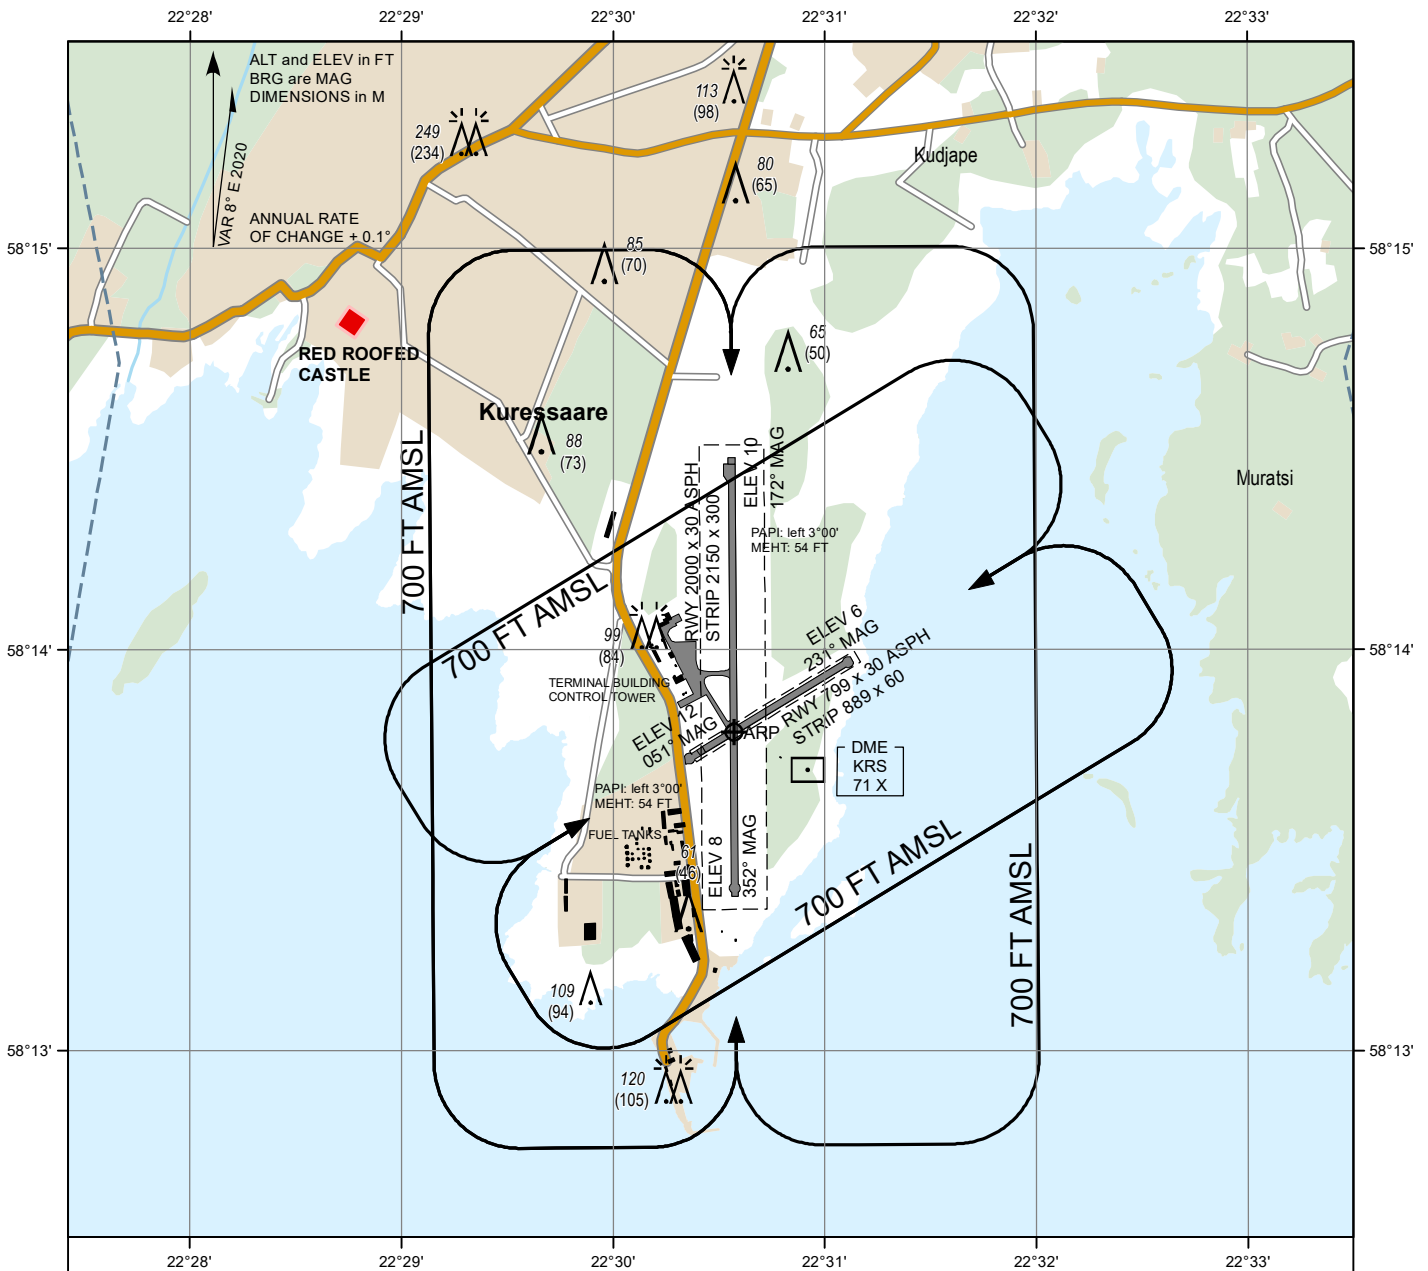 22°28' 22°29' 22°30' 22°31' 22°32' 22°33'
ALT and ELEV in FT
BRG are MAG
DIMENSIONS in M
VAR 8° E 2020
ANNUAL RATE
OF CHANGE + 0.1°
249
(234)
113
(98)
80
(65)
Kudjape
58°15' 58°15'
85
(70)
65
(50)
RED ROOFED
CASTLE
Kuressaare
88
(73)
Muratsi
700 FT AMSL
700 FT AMSL
RWY 2000 x 30 ASPH
STRIP 2150 x 300
ELEV 10
172° MAG
PAPI: left 3°00'
MEHT: 54 FT
99
(84)
58°14' 58°14'
TERMINAL BUILDING
CONTROL TOWER
ELEV 6
231° MAG
RWY 799 x 30 ASPH
STRIP 889 x 60
ELEV 12
051° MAG
ARP
DME
KRS
71 X
PAPI: left 3°00'
MEHT: 54 FT
FUEL TANKS
61
(46)
ELEV 8
352° MAG
700 FT AMSL
700 FT AMSL
109
(94)
58°13' 58°13'
120
(105)
22°28' 22°29' 22°30' 22°31' 22°32' 22°33'